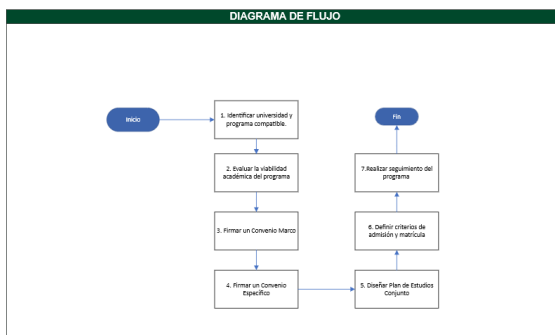 DIAGRAMA DE FLUJO
Inicio
1. Identificar universidad y
programa compatible.
2. Evaluar la viabilidad
académica del programa
3. Firmar un Convenio Marco
4. Firmar un Convenio
Específico
5. Diseñar Plan de Estudios
Conjunto
6. Definir criterios de
admisión y matrícula
7.Realizar seguimiento del
programa
Fin